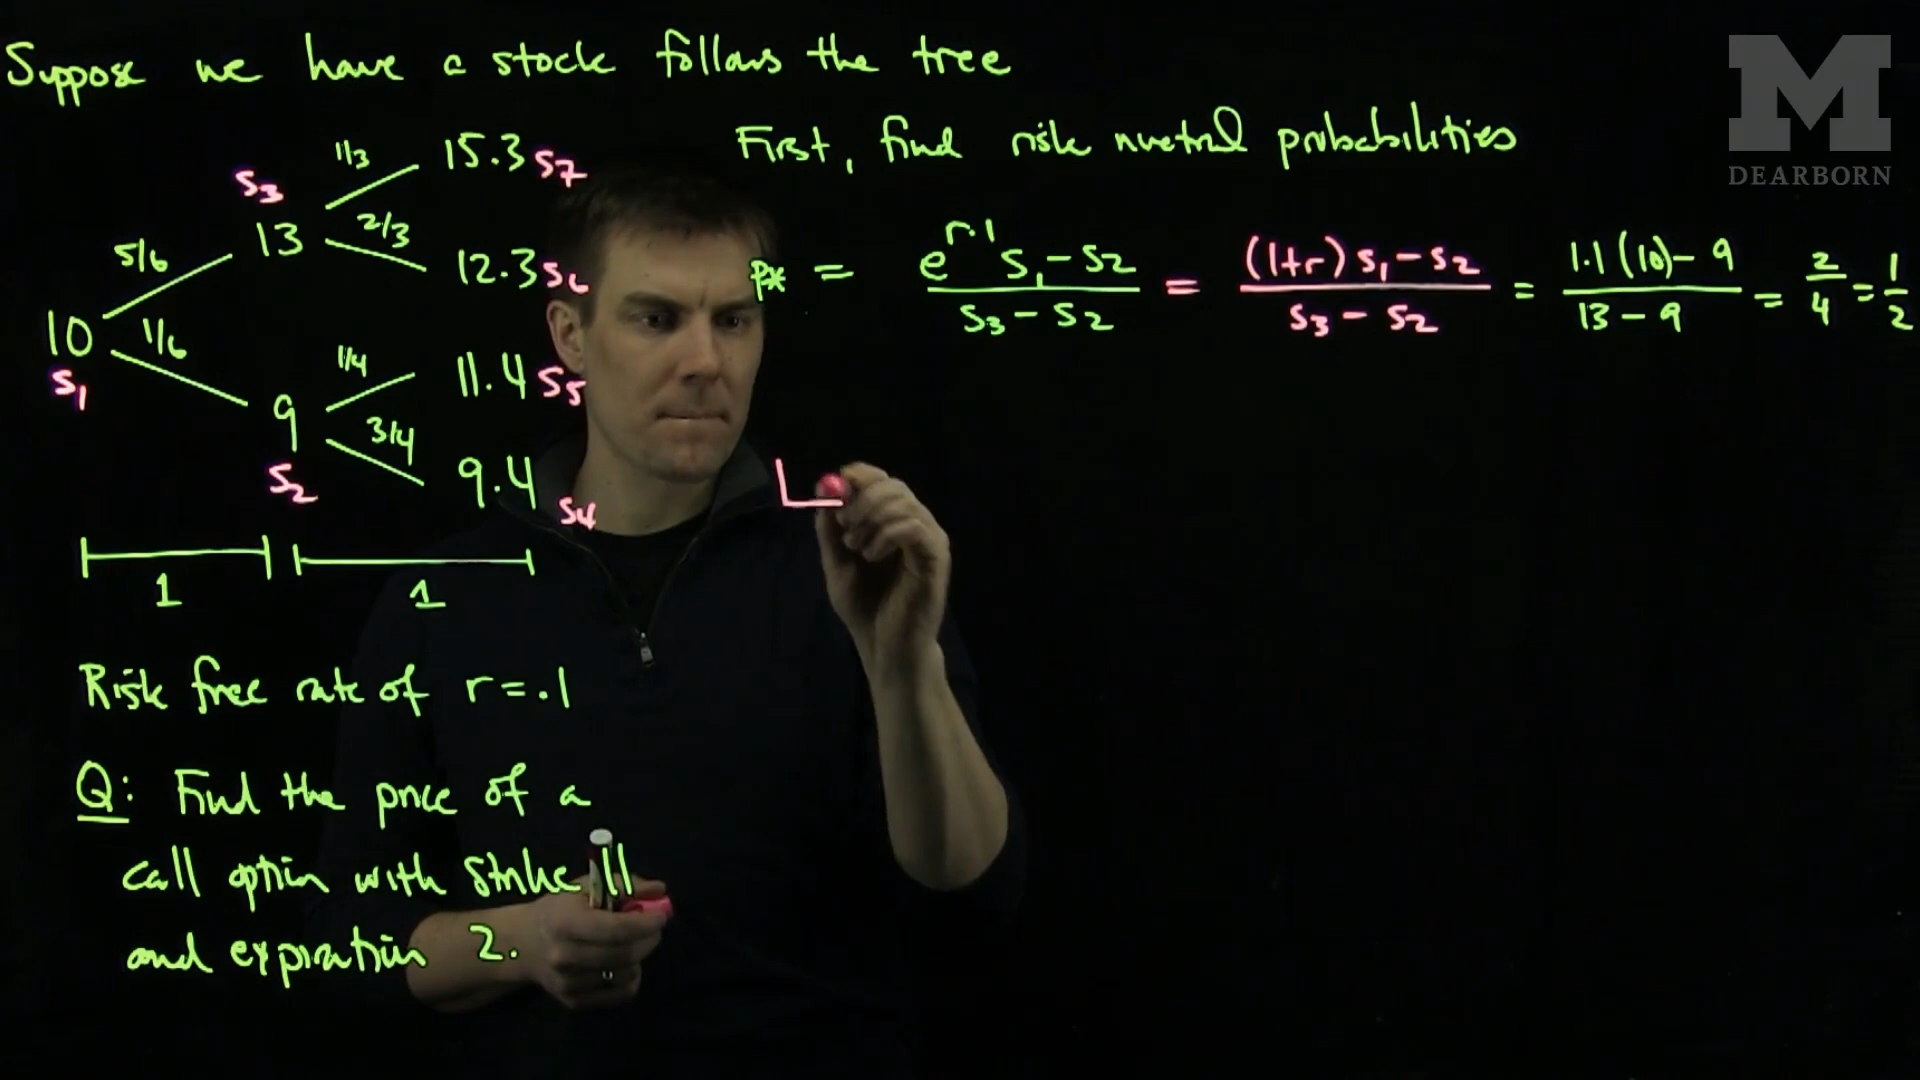 Suppose we have a stock follows the tree
M
DEARBORN
First, find risk nuetral probabilities
1/3
15.3 S7
S3
2/3
5/6
13
12.3 S6
10
1/6
S1
1/4
11.4 S5
9
3/4
S2
9.4
S4
1
1
p* = e^{r·1} S1 - S2 / S3 - S2 = (1+r) S1 - S2 / S3 - S2 = 1.1(10) - 9 / 13 - 9 = 2/4 = 1/2
Risk free rate of r = .1
Q: Find the price of a
call option with strike 11
and expiration 2.